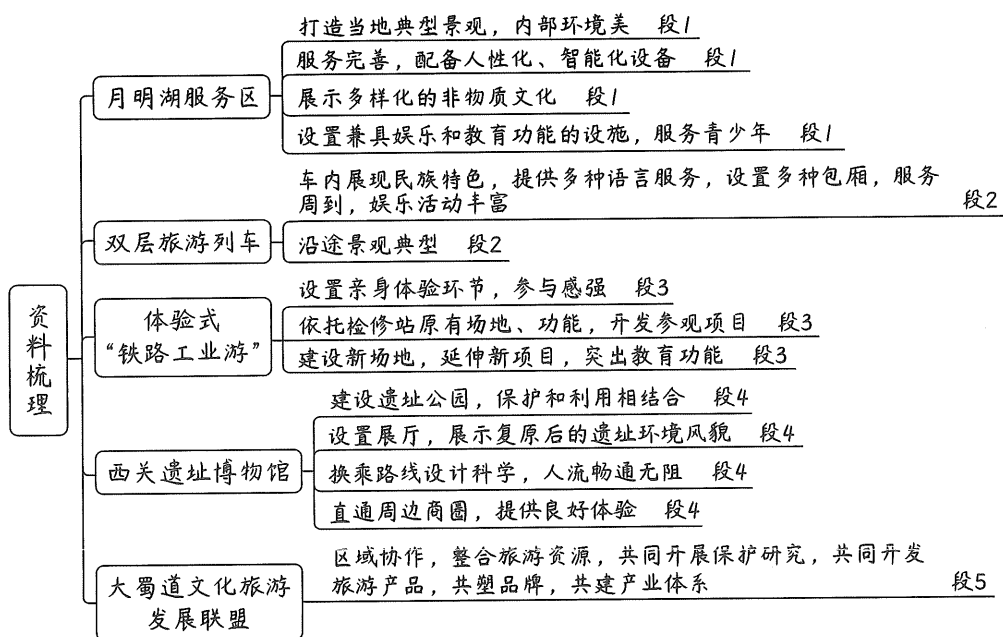 资料梳理
月明湖服务区
打造当地典型景观，内部环境美 段1
服务完善，配备人性化、智能化设备 段1
展示多样化的非物质文化 段1
设置兼具娱乐和教育功能的设施，服务青少年 段1
双层旅游列车
车内展现民族特色，提供多种语言服务，设置多种包厢，服务
周到，娱乐活动丰富 段2
沿途景观典型 段2
体验式
“铁路工业游”
设置亲身体验环节，参与感强 段3
依托检修站原有场地、功能，开发参观项目 段3
建设新场地，延伸新项目，突出教育功能 段3
西关遗址博物馆
建设遗址公园，保护和利用相结合 段4
设置展厅，展示复原后的遗址环境风貌 段4
换乘路线设计科学，人流畅通无阻 段4
直通周边商圈，提供良好体验 段4
大蜀道文化旅游
发展联盟
区域协作，整合旅游资源，共同开展保护研究，共同开发
旅游产品，共塑品牌，共建产业体系 段5